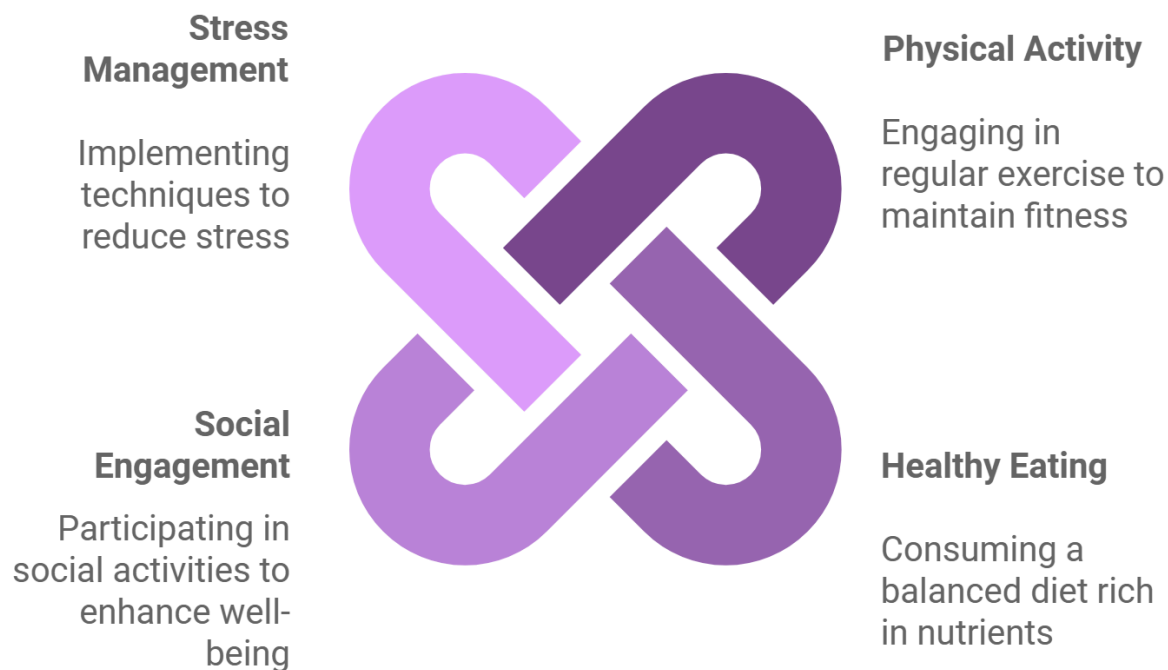 Stress
Management
Implementing
techniques to
reduce stress
Physical Activity
Engaging in
regular exercise to
maintain fitness
Social
Engagement
Participating in
social activities to
enhance well-
being
Healthy Eating
Consuming a
balanced diet rich
in nutrients